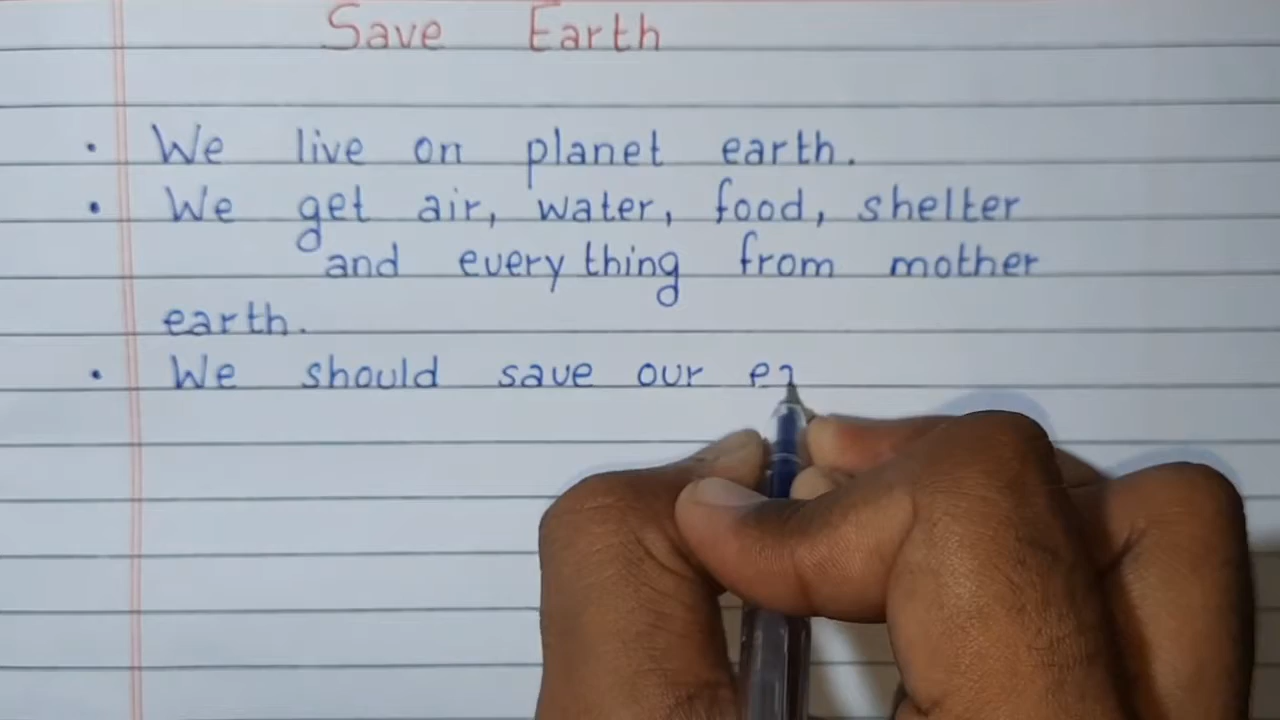 Save Earth
• We live on planet earth.
• We get air, water, food, shelter
and every thing from mother
earth.
• We should save our